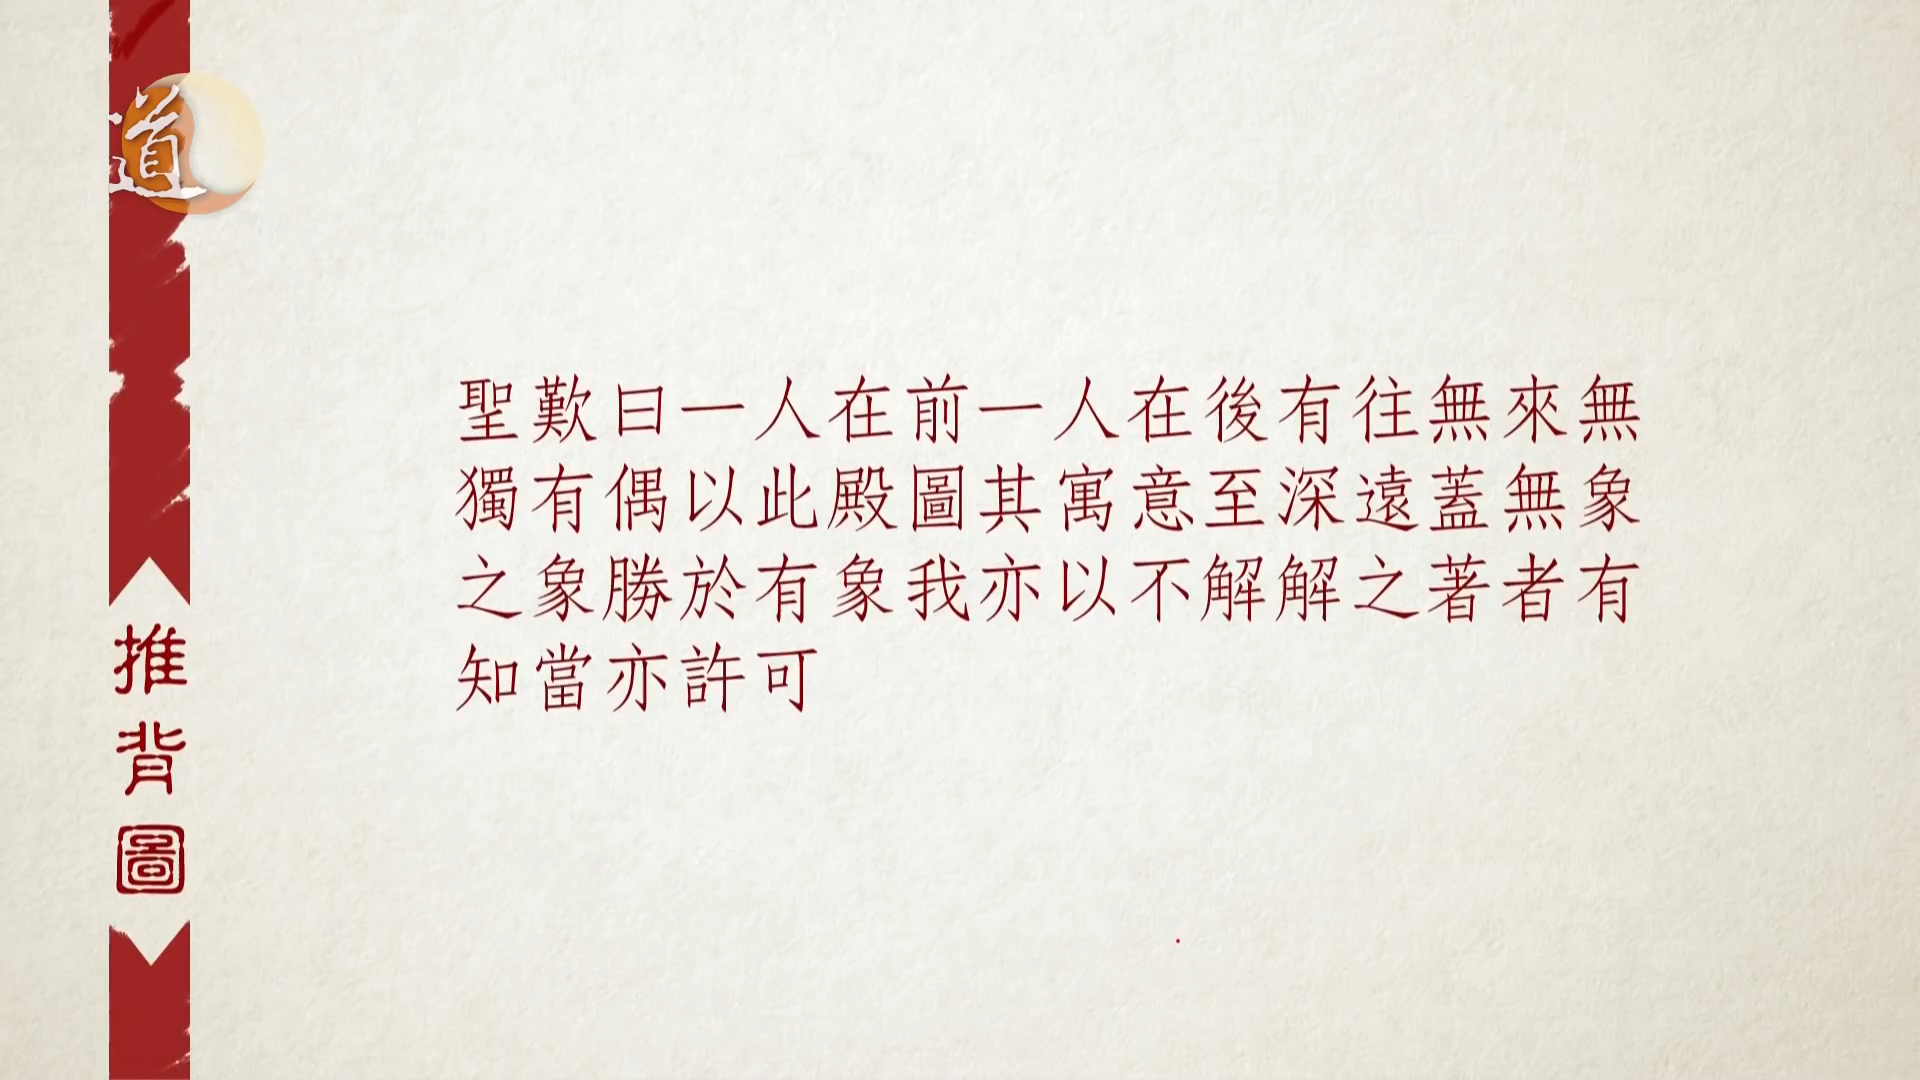 道
推背圖
聖歎曰一人在前一人在後有往無來無
獨有偶以此殿圖其寓意至深遠蓋無象
之象勝於有象我亦以不解解之著者有
知當亦許可